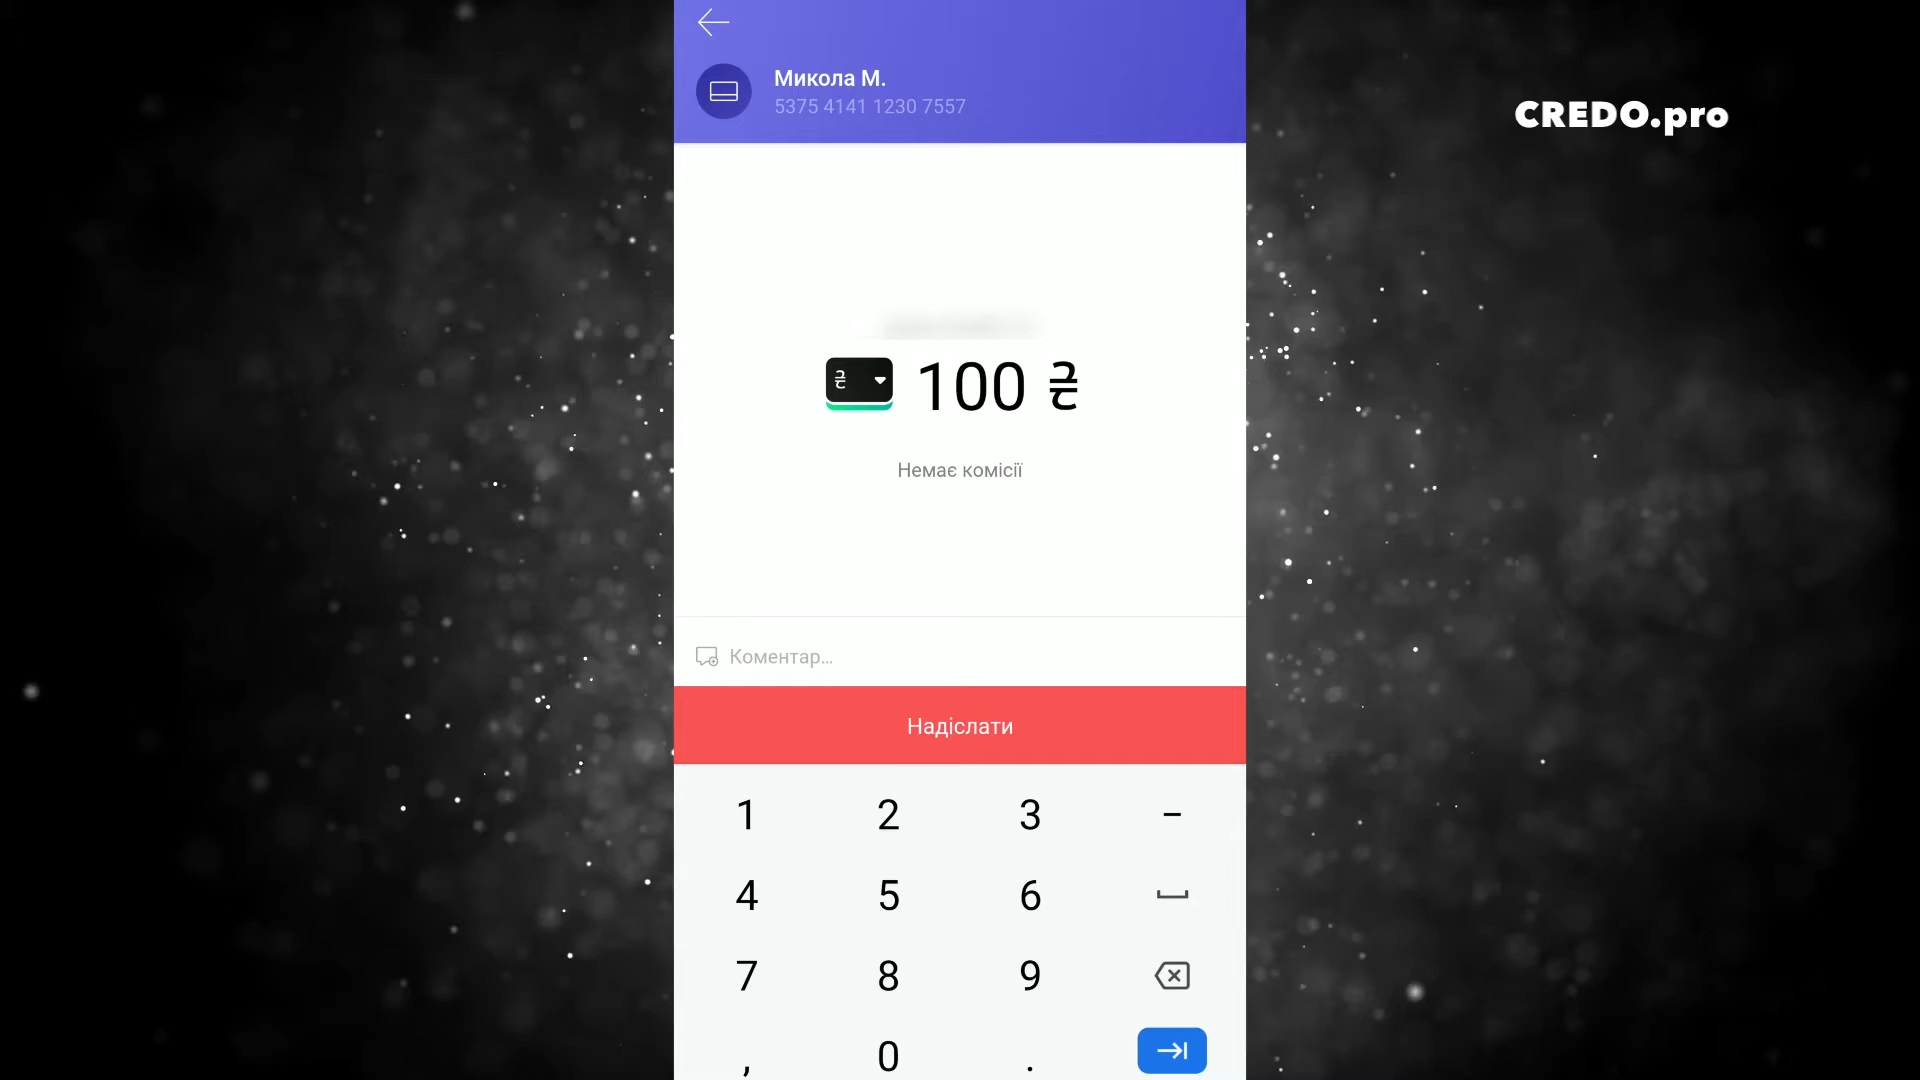 Микола М.
5375 4141 1230 7557
CREDO.pro
₴ 100 ₴
Немає комісії
Коментар...
Надіслати
1 2 3 –
4 5 6
7 8 9
, 0 .